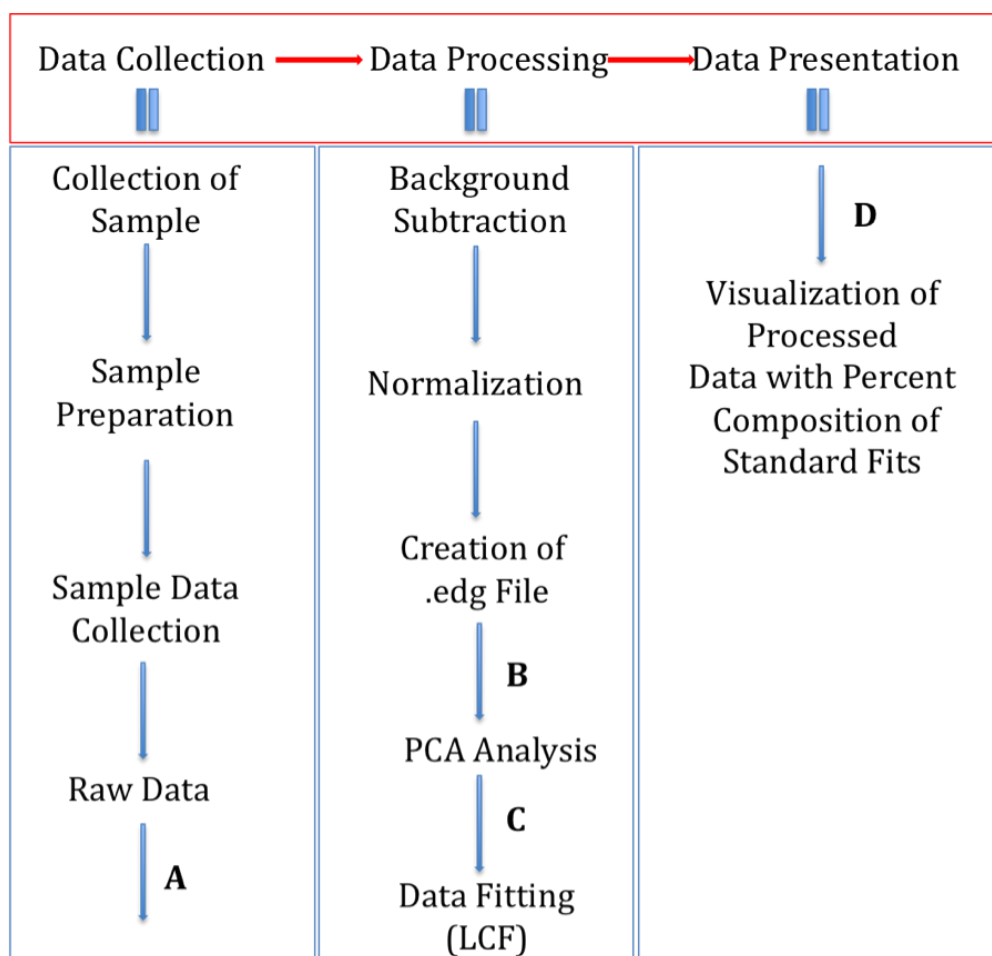 Data Collection
Data Processing
Data Presentation
Collection of
Sample
Sample
Preparation
Sample Data
Collection
Raw Data
A
Background
Subtraction
Normalization
Creation of
.edg File
B
PCA Analysis
C
Data Fitting
(LCF)
D
Visualization of
Processed
Data with Percent
Composition of
Standard Fits